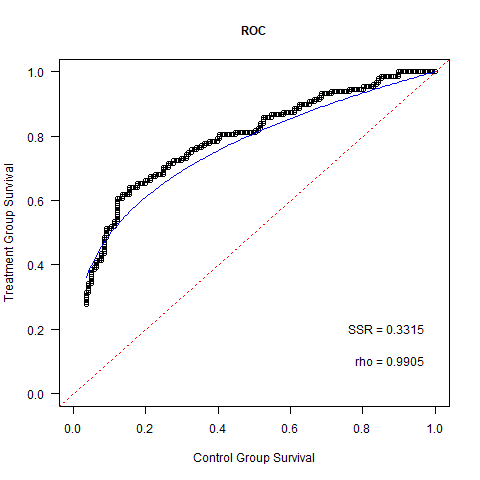 ROC
Treatment Group Survival
1.0
0.8
0.6
0.4
0.2
0.0
SSR = 0.3315
rho = 0.9905
0.0 0.2 0.4 0.6 0.8 1.0
Control Group Survival